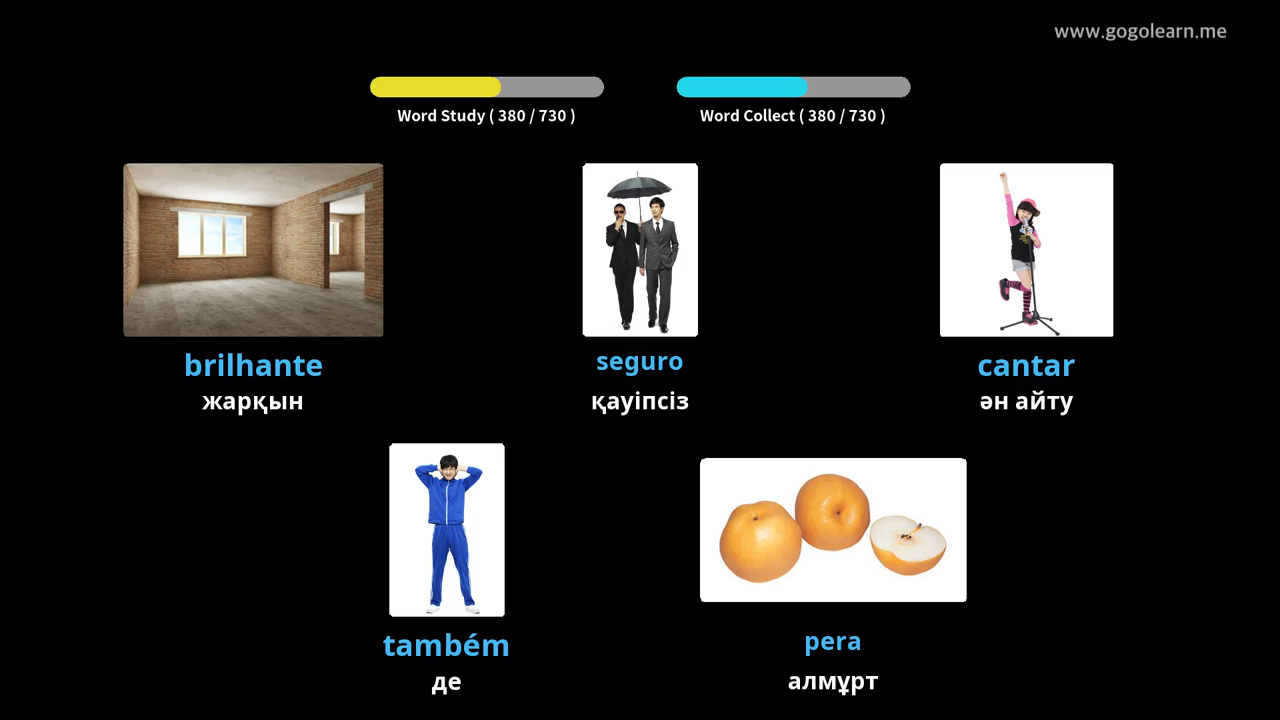 www.gogolearn.me
Word Study ( 380 / 730 )
Word Collect ( 380 / 730 )
brilhante
жарқын
seguro
қауіпсіз
cantar
ән айту
também
де
pera
алмұрт